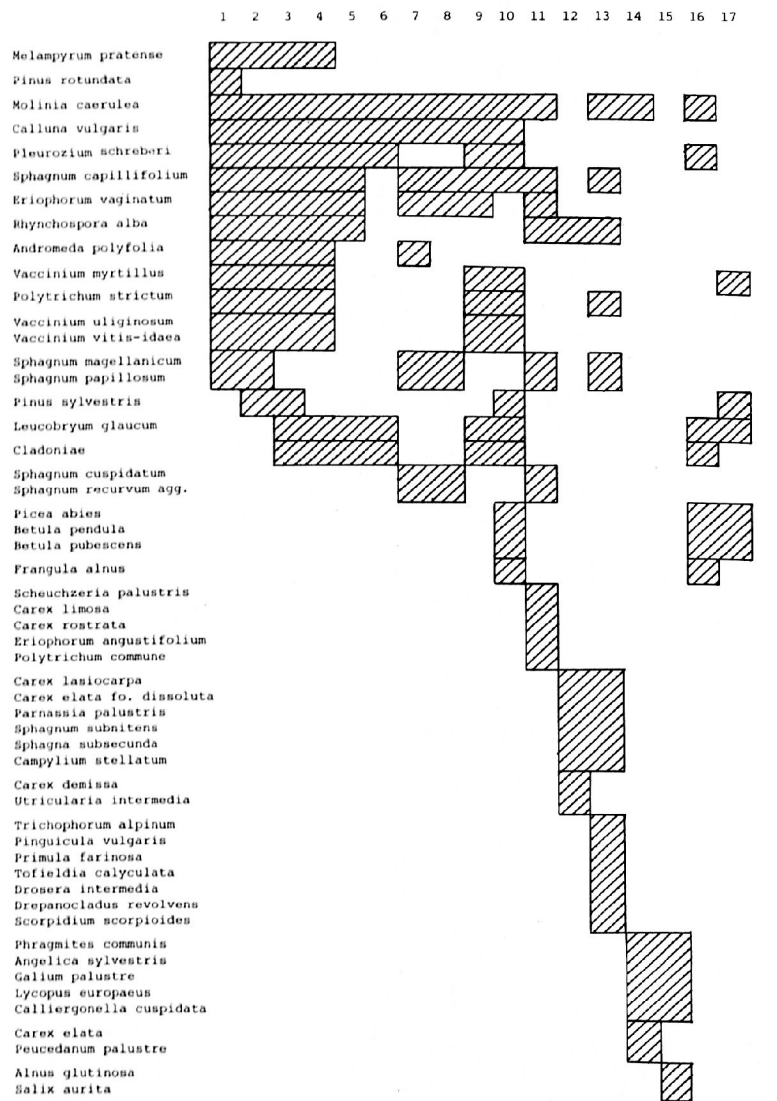 1 2 3 4 5 6 7 8 9 10 11 12 13 14 15 16 17
Melampyrum pratense
Pinus rotundata
Molinia caerulea
Calluna vulgaris
Pleurozium schreberi
Sphagnum capillifolium
Eriophorum vaginatum
Rhynchospora alba
Andromeda polyfolia
Vaccinium myrtillus
Polytrichum strictum
Vaccinium uliginosum
Vaccinium vitis-idaea
Sphagnum magellanicum
Sphagnum papillosum
Pinus sylvestris
Leucobryum glaucum
Cladoniae
Sphagnum cuspidatum
Sphagnum recurvum agg.
Picea abies
Betula pendula
Betula pubescens
Frangula alnus
Scheuchzeria palustris
Carex limosa
Carex rostrata
Eriophorum angustifolium
Polytrichum commune
Carex lasiocarpa
Carex elata fo. dissoluta
Parnassia palustris
Sphagnum subnitens
Sphagna subsecunda
Campylium stellatum
Carex demissa
Utricularia intermedia
Trichophorum alpinum
Pinguicula vulgaris
Primula farinosa
Tofieldia calyculata
Drosera intermedia
Drepanocladus revolvens
Scorpidium scorpioides
Phragmites communis
Angelica sylvestris
Galium palustre
Lycopus europaeus
Calliergonella cuspidata
Carex elata
Peucedanum palustre
Alnus glutinosa
Salix aurita